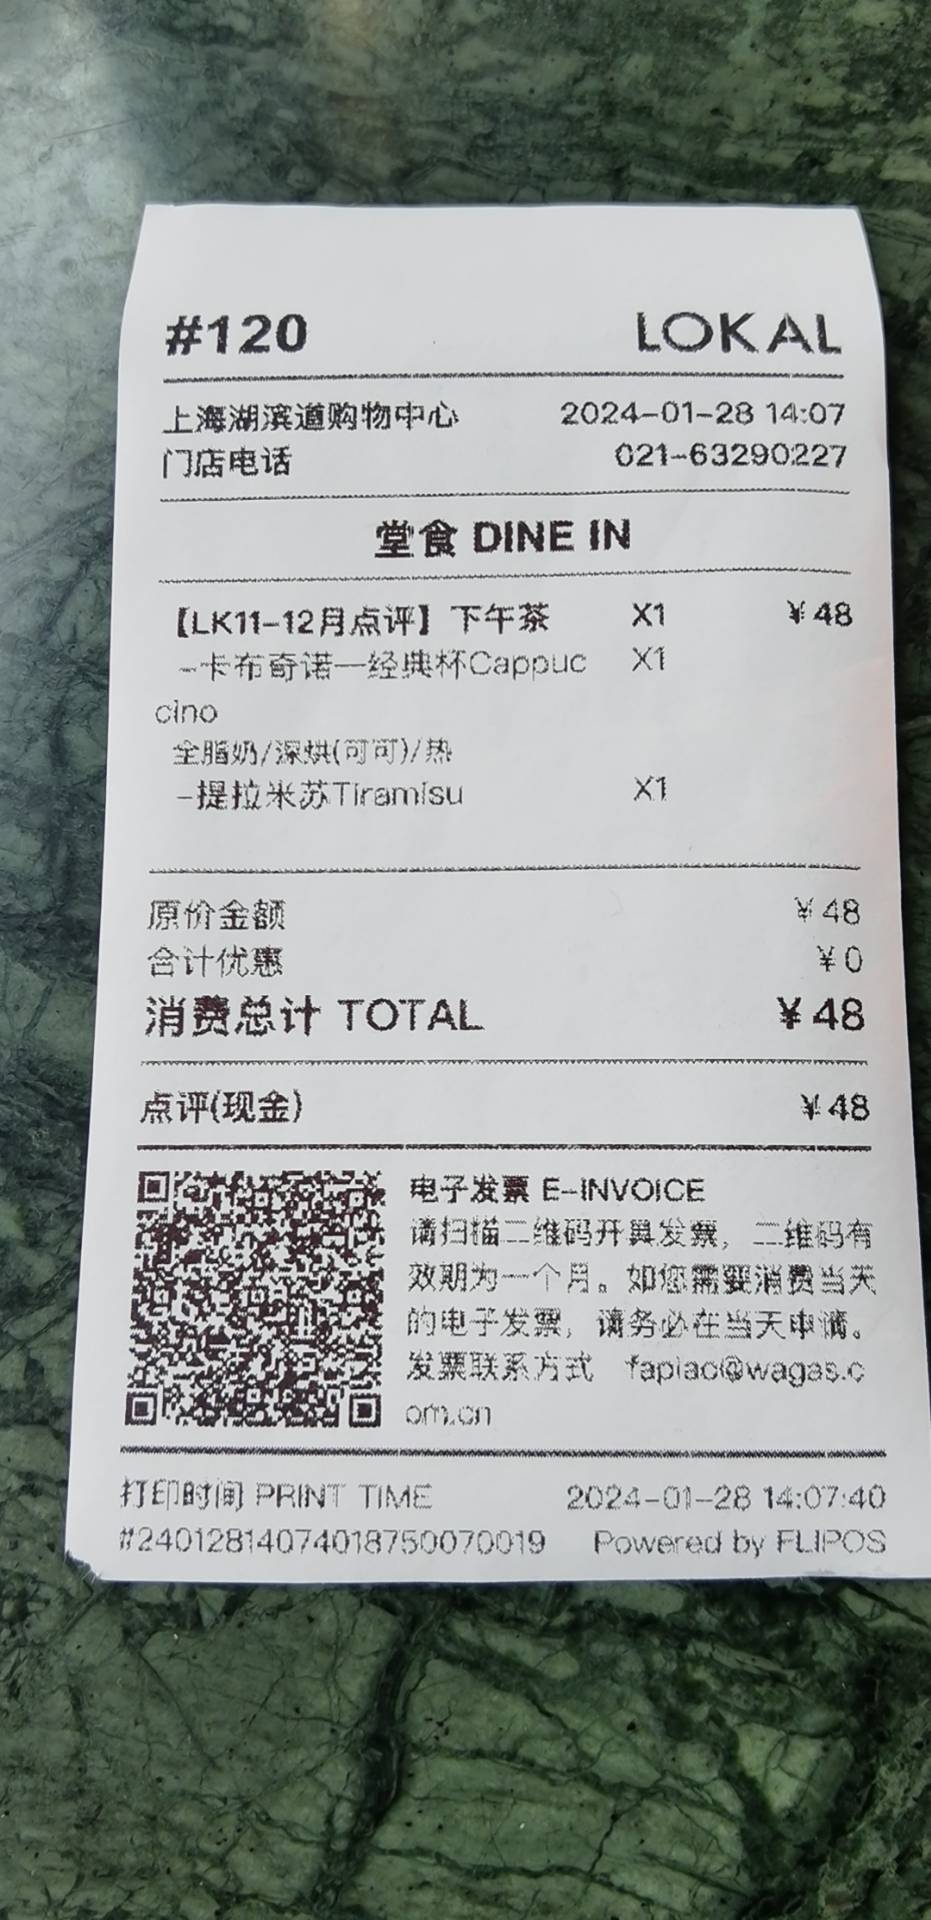 #120 LOKAL
上海湖滨道购物中心 2024-01-28 14:07
门店电话 021-63290227
堂食 DINE IN
【LK11-12月点评】下午茶 X1 ¥48
-卡布奇诺—经典杯Cappuc X1
cino
全脂奶/深烘(可可)/热
-提拉米苏Tiramisu X1
原价金额 ¥48
合计优惠 ¥0
消费总计 TOTAL ¥48
点评(现金) ¥48
电子发票 E-INVOICE
请扫描二维码开具发票，二维码有
效期为一个月。如您需要消费当天
的电子发票，请务必在当天申请。
发票联系方式 fapiao@wagas.c
om.cn
打印时间 PRINT TIME 2024-01-28 14:07:40
#2401281407401875007​0019 Powered by FLIPOS